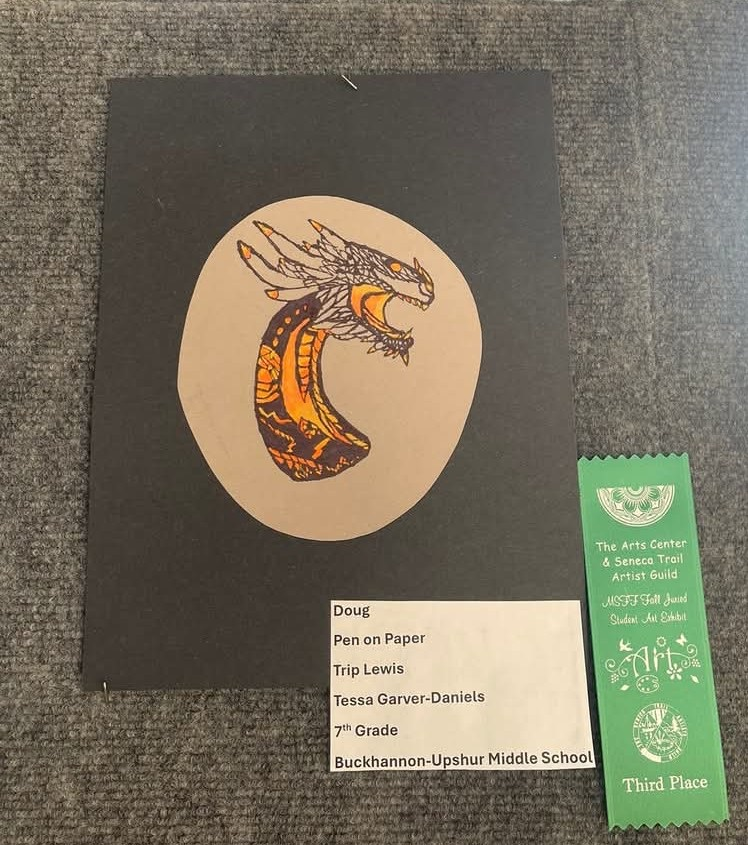 Doug
Pen on Paper
Trip Lewis
Tessa Garver-Daniels
7th Grade
Buckhannon-Upshur Middle School
The Arts Center
& Seneca Trail
Artist Guild
MSFF Fall Juried
Student Art Exhibit
Art
Third Place